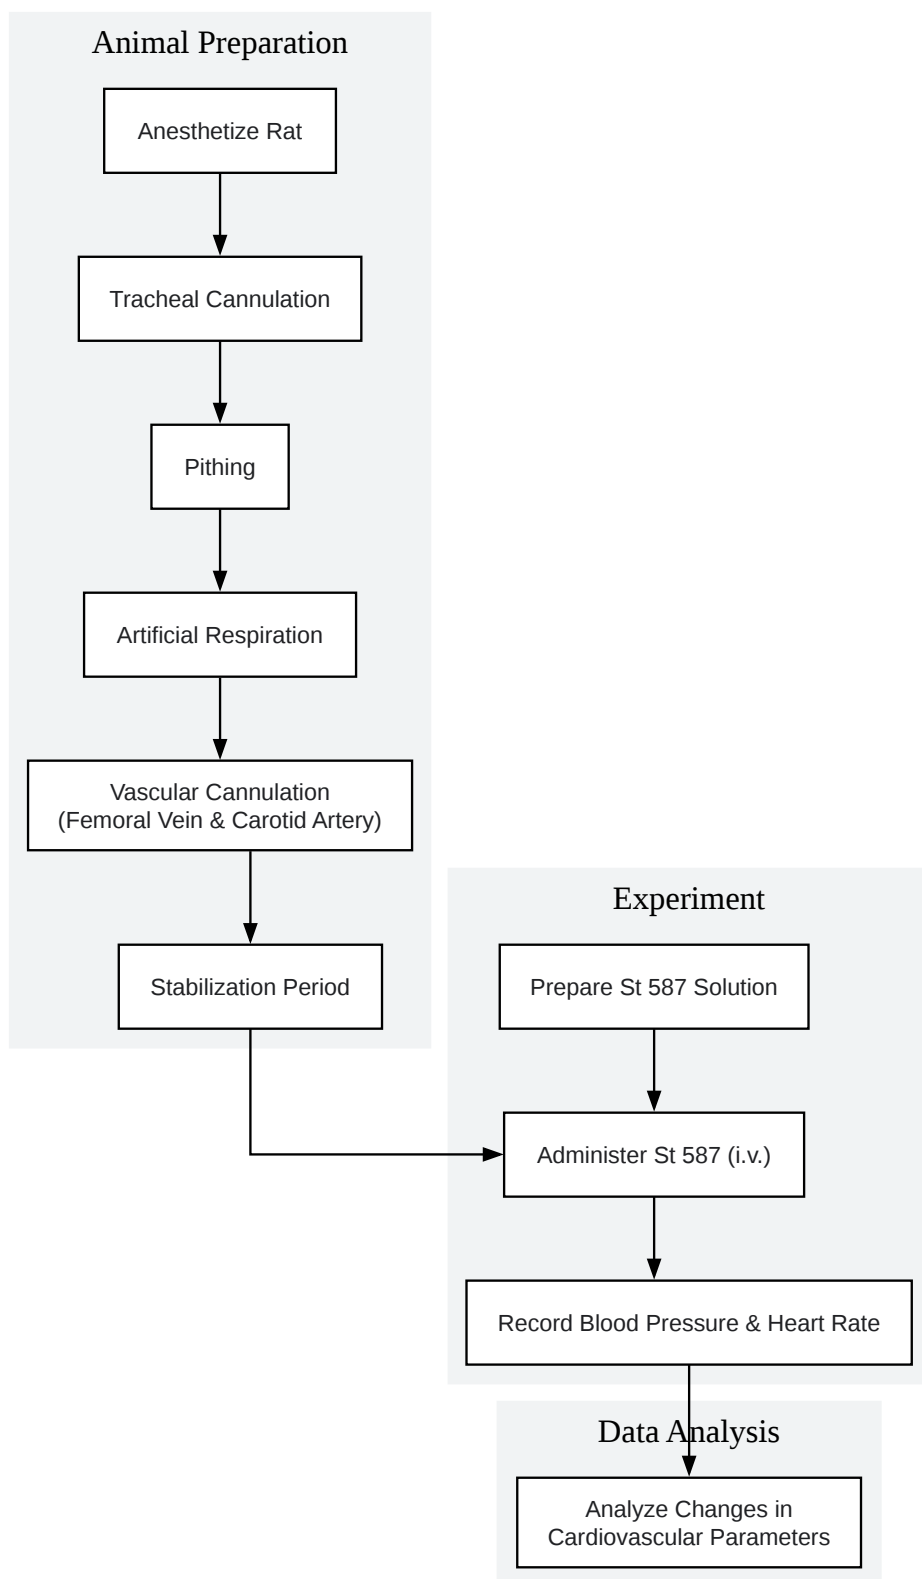 Animal Preparation
Anesthetize Rat
Tracheal Cannulation
Pithing
Artificial Respiration
Vascular Cannulation
(Femoral Vein & Carotid Artery)
Stabilization Period
Experiment
Prepare St 587 Solution
Administer St 587 (i.v.)
Record Blood Pressure & Heart Rate
Data Analysis
Analyze Changes in
Cardiovascular Parameters